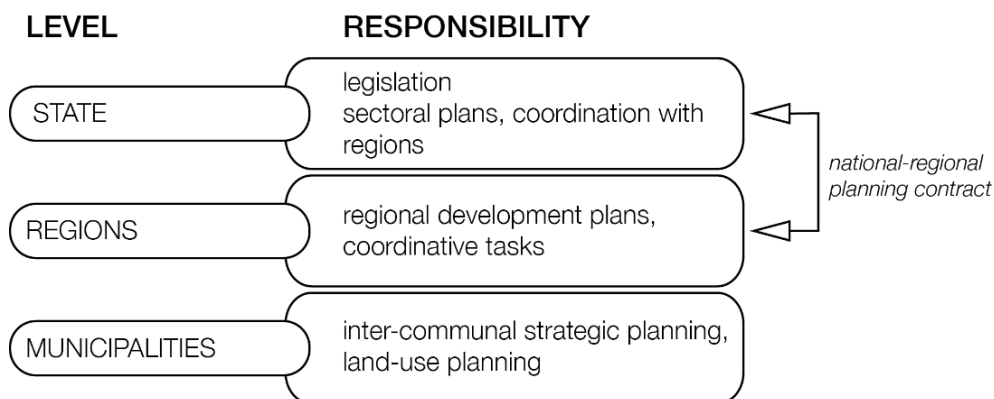 LEVEL RESPONSIBILITY
STATE
legislation
sectoral plans, coordination with
regions
national-regional
planning contract
REGIONS
regional development plans,
coordinative tasks
MUNICIPALITIES
inter-communal strategic planning,
land-use planning